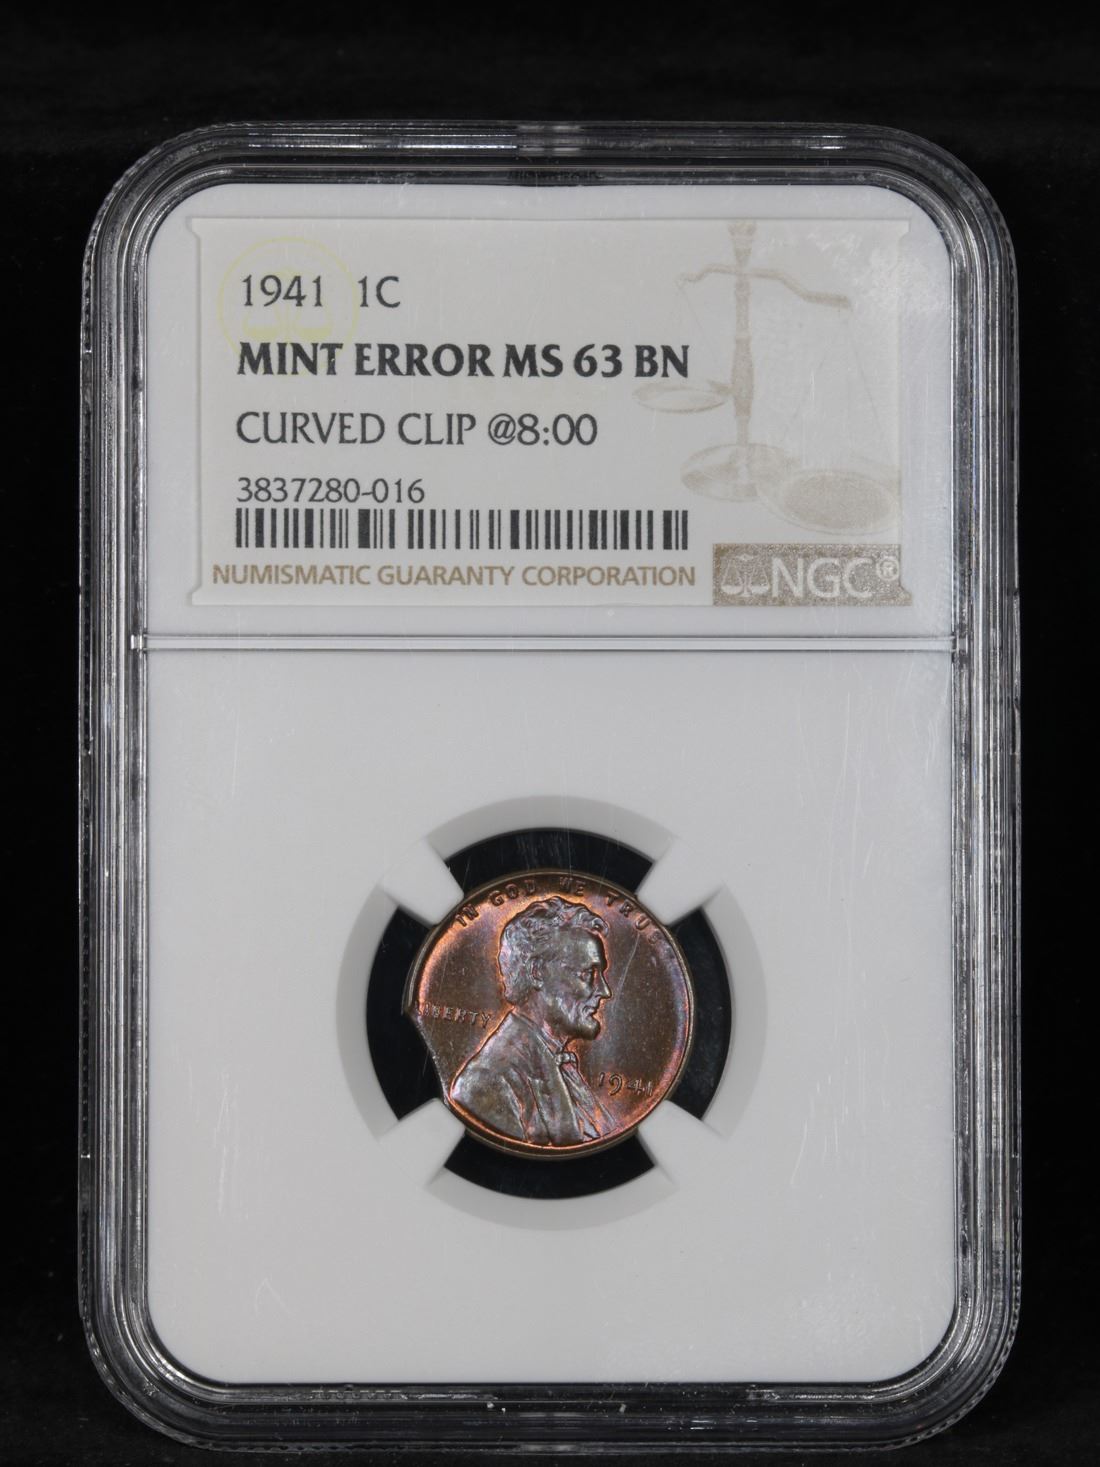 1941 1C
MINT ERROR MS 63 BN
CURVED CLIP @8:00
3837280-016
NUMISMATIC GUARANTY CORPORATION
NGC®
IN GOD WE TRUS
LIBERTY
1941